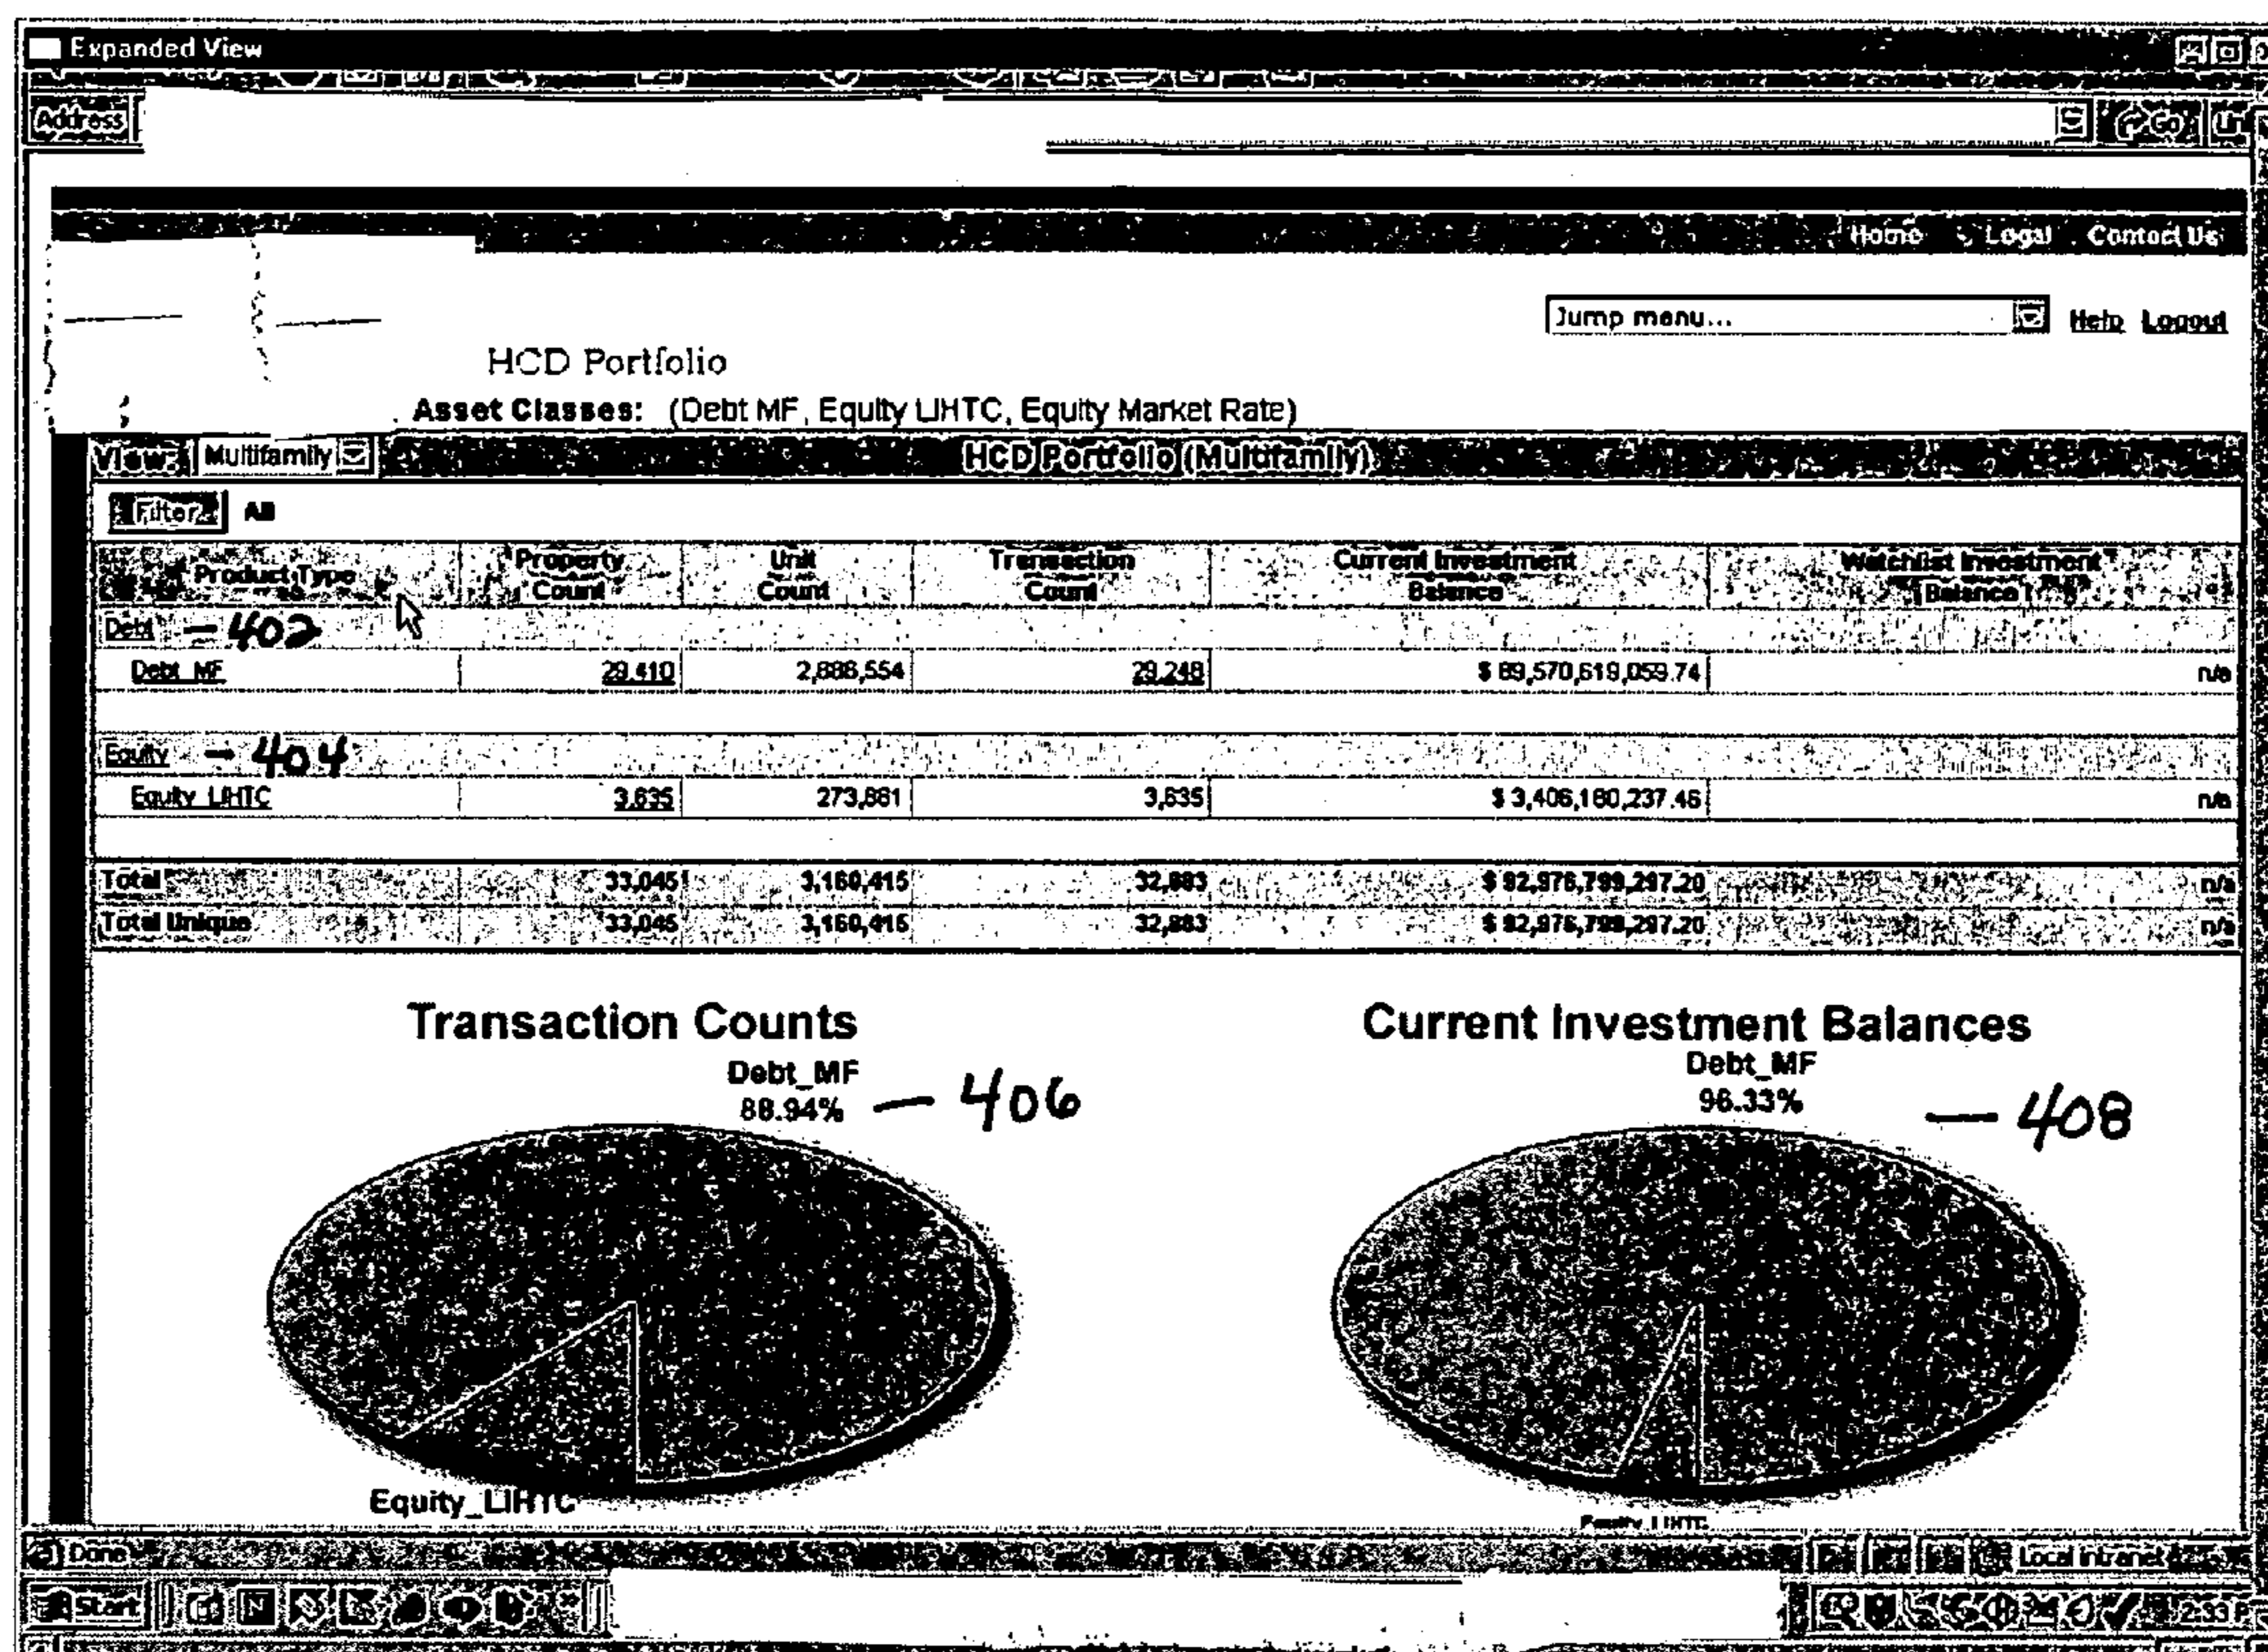 Expanded View
Address Go
Home Legal Contact Us
Jump menu... Help Logout
HCD Portfolio
Asset Classes: (Debt MF, Equity LIHTC, Equity Market Rate)
View: Multifamily HCD Portfolio (Multifamily)
Filter All
Product Type Property Count Unit Count Transaction Count Current Investment Balance Watchlist Investment Balance
Debt — 402
Debt_MF 29,410 2,886,554 29,248 $ 89,570,619,059.74 n/a
Equity — 404
Equity_LIHTC 3,635 273,861 3,635 $ 3,406,180,237.46 n/a
Total 33,045 3,160,415 32,883 $ 92,976,799,297.20 n/a
Total Unique 33,045 3,160,415 32,883 $ 92,976,799,297.20 n/a
Transaction Counts
Debt_MF
88.94% — 406
Equity_LIHTC
Current Investment Balances
Debt_MF
96.33% — 408
Equity_LIHTC
Done Local intranet
Start 2:33 P